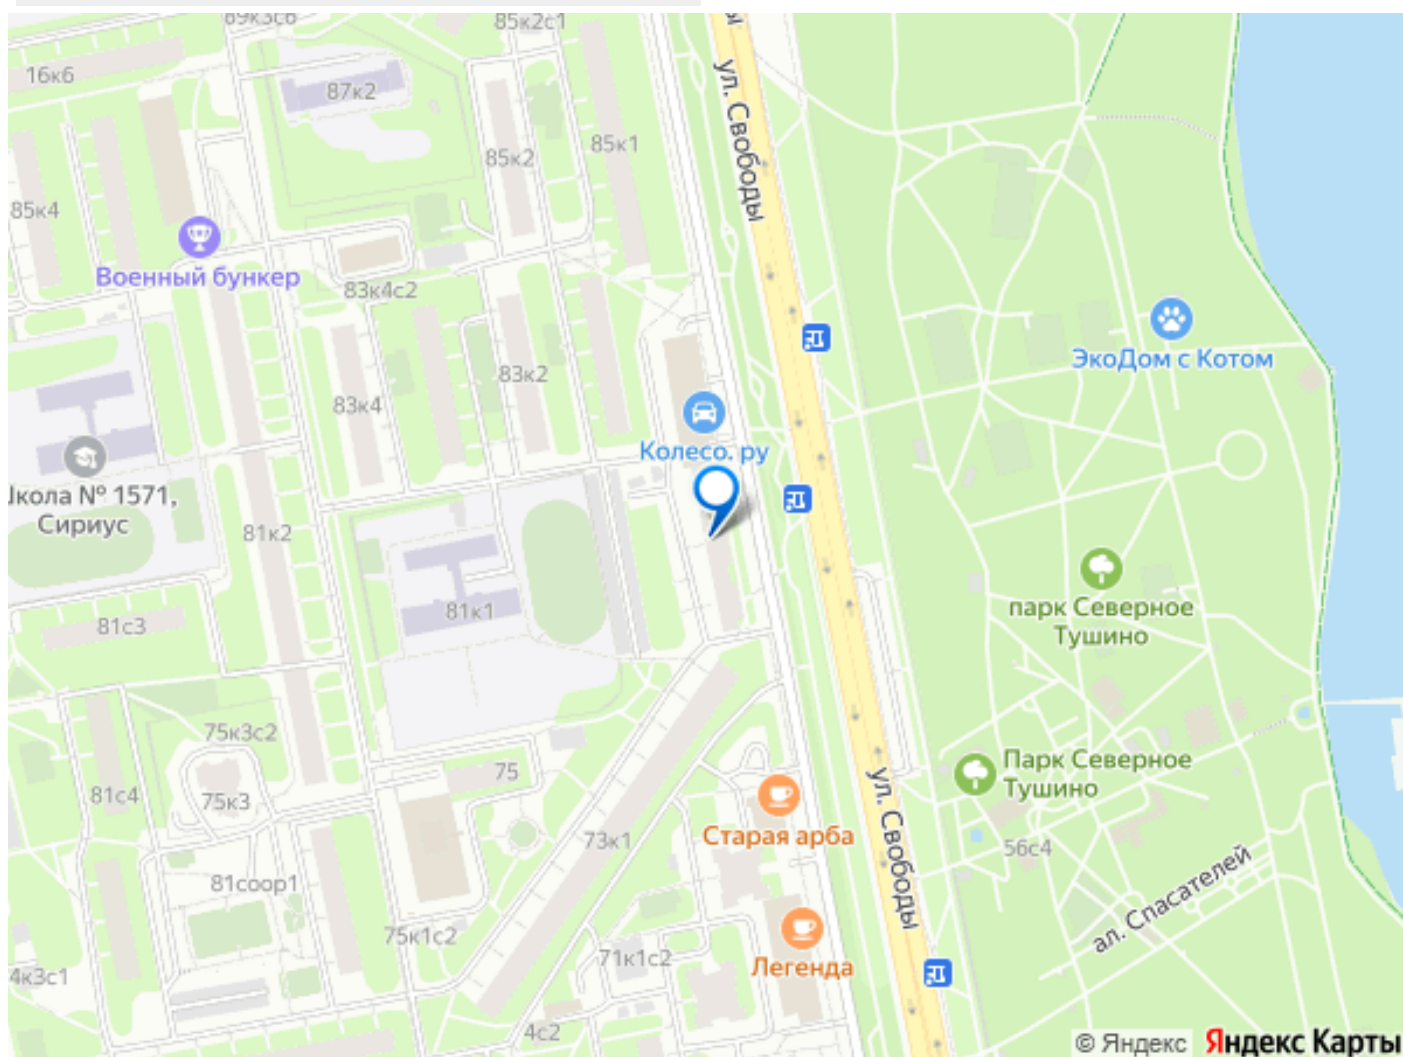 89к3с6
85к2с1
ул. Свободы
16к6
87к2
85к1
85к2
85к4
Военный бункер
83к4с2
ЭкоДом с Котом
83к2
83к4
Колесо. ру
Школа № 1571,
Сириус
81к2
парк Северное
Тушино
81к1
81с3
75к3с2
Парк Северное
Тушино
75
81с4
75к3
ул. Свободы
Старая арба
73к1
56с4
ал. Спасателей
81соор1
75к1с2
71к1с2
Легенда
4к3с1
4с2
© Яндекс Яндекс Карты